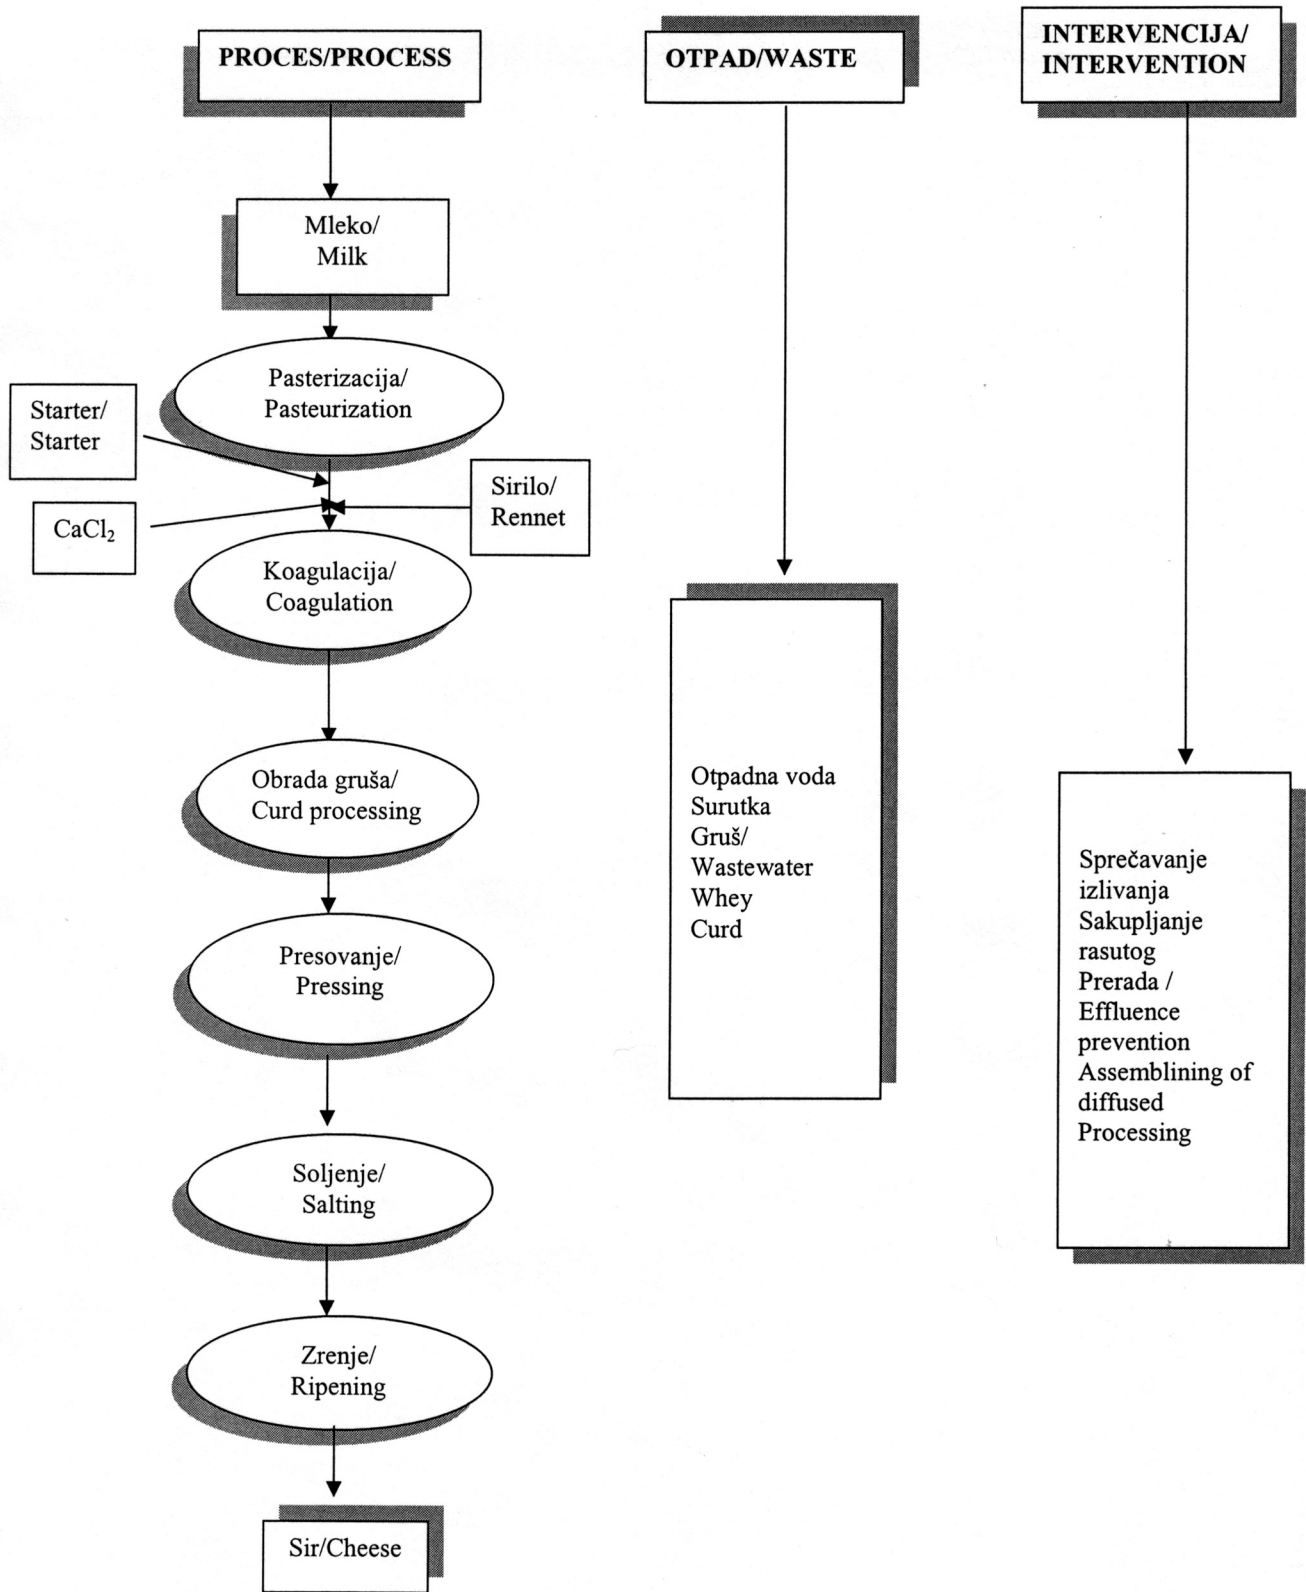 PROCES/PROCESS
Mleko/
Milk
Pasterizacija/
Pasteurization
Starter/
Starter
CaCl₂
Sirilo/
Rennet
Koagulacija/
Coagulation
Obrada gruša/
Curd processing
Presovanje/
Pressing
Soljenje/
Salting
Zrenje/
Ripening
Sir/Cheese
OTPAD/WASTE
Otpadna voda
Surutka
Gruš/
Wastewater
Whey
Curd
INTERVENCIJA/
INTERVENTION
Sprečavanje
izlivanja
Sakupljanje
rasutog
Prerada /
Effluence
prevention
Assemblining of
diffused
Processing